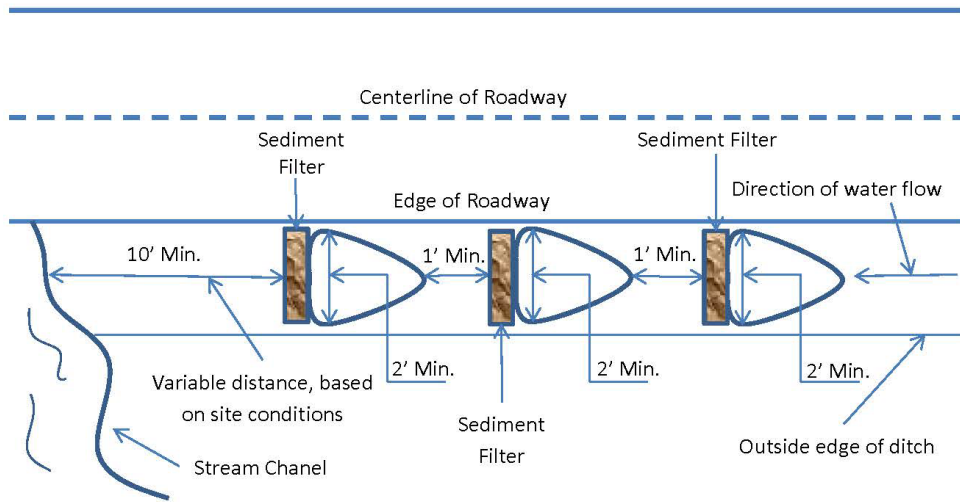 Centerline of Roadway
Sediment
Filter
Sediment Filter
Edge of Roadway
Direction of water flow
10’ Min.
1’ Min.
1’ Min.
2’ Min.
2’ Min.
2’ Min.
Variable distance, based
on site conditions
Sediment
Filter
Outside edge of ditch
Stream Chanel